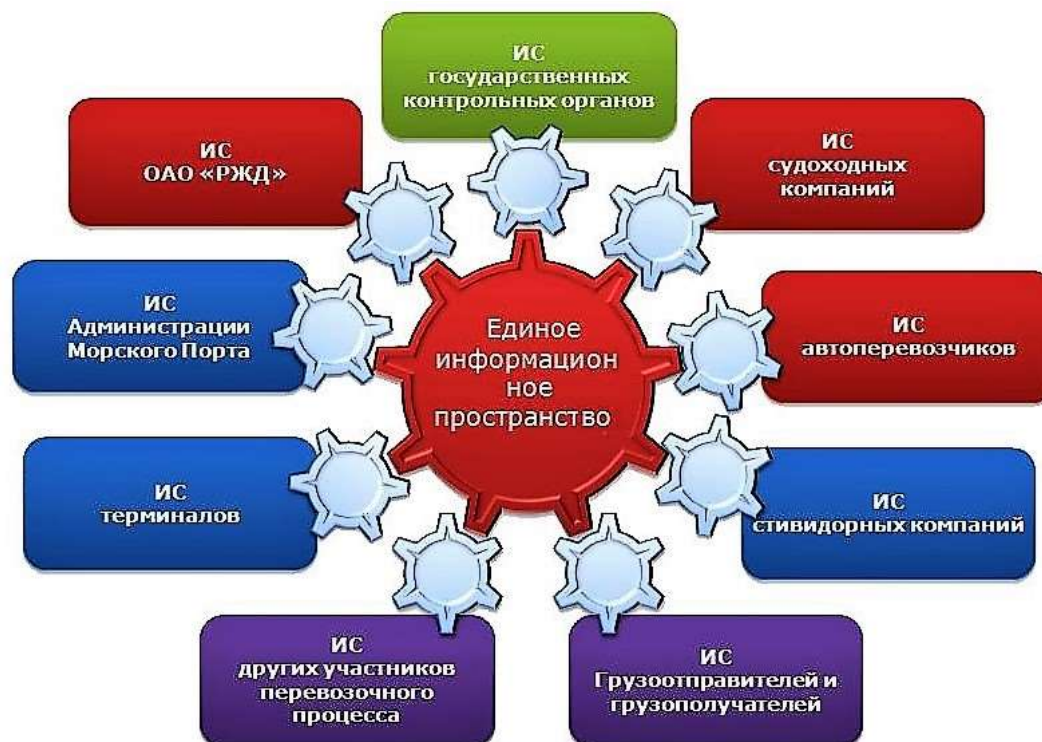 ИС
государственных
контрольных органов
ИС
ОАО «РЖД»
ИС
судоходных
компаний
ИС
Администрации
Морского Порта
Единое
информацион
ное
пространство
ИС
автоперевозчиков
ИС
терминалов
ИС
стивидорных компаний
ИС
других участников
перевозочного
процесса
ИС
Грузоотправителей и
грузополучателей